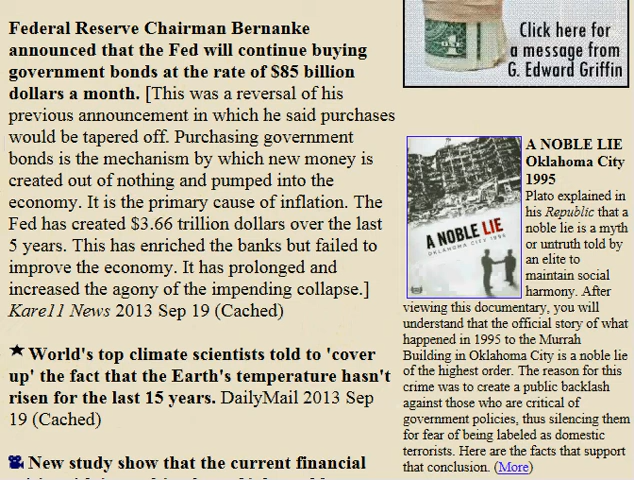 Federal Reserve Chairman Bernanke
announced that the Fed will continue buying
government bonds at the rate of $85 billion
dollars a month. [This was a reversal of his
previous announcement in which he said purchases
would be tapered off. Purchasing government
bonds is the mechanism by which new money is
created out of nothing and pumped into the
economy. It is the primary cause of inflation. The
Fed has created $3.66 trillion dollars over the last
5 years. This has enriched the banks but failed to
improve the economy. It has prolonged and
increased the agony of the impending collapse.]
Kare11 News 2013 Sep 19 (Cached)
World's top climate scientists told to 'cover
up' the fact that the Earth's temperature hasn't
risen for the last 15 years. DailyMail 2013 Sep
19 (Cached)
New study show that the current financial
Click here for
a message from
G. Edward Griffin
A NOBLE LIE
OKLAHOMA CITY 1995
A NOBLE LIE
Oklahoma City
1995
Plato explained in
his Republic that a
noble lie is a myth
or untruth told by
an elite to
maintain social
harmony. After
viewing this documentary, you will
understand that the official story of what
happened in 1995 to the Murrah
Building in Oklahoma City is a noble lie
of the highest order. The reason for this
crime was to create a public backlash
against those who are critical of
government policies, thus silencing them
for fear of being labeled as domestic
terrorists. Here are the facts that support
that conclusion. (More)